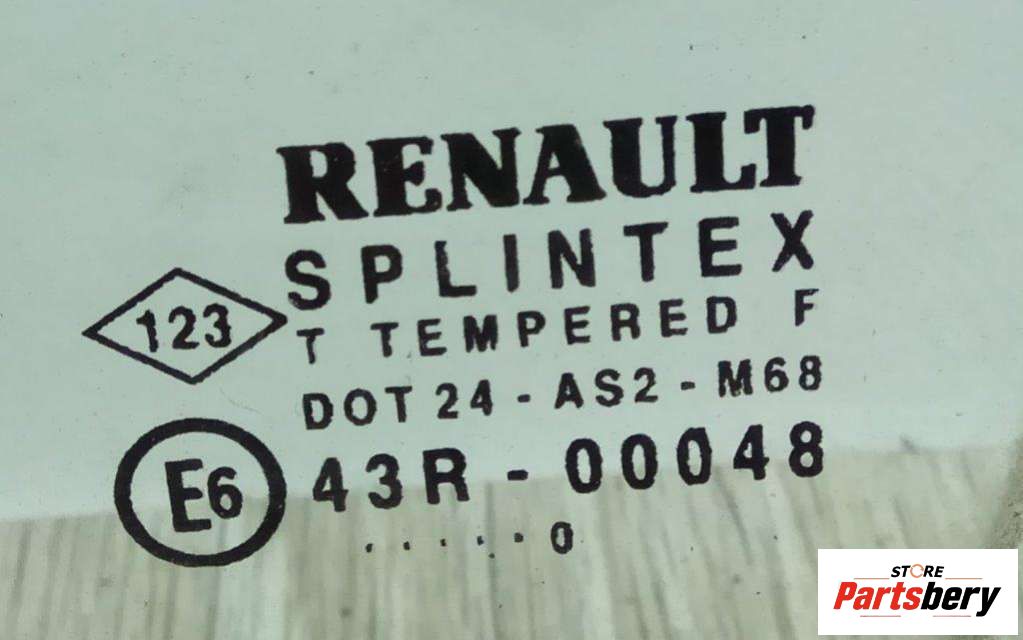 RENAULT
SPLINTEX
123
T TEMPERED F
DOT 24 - AS2 - M68
E6
43R - 00048
.....0
STORE
Partsbery